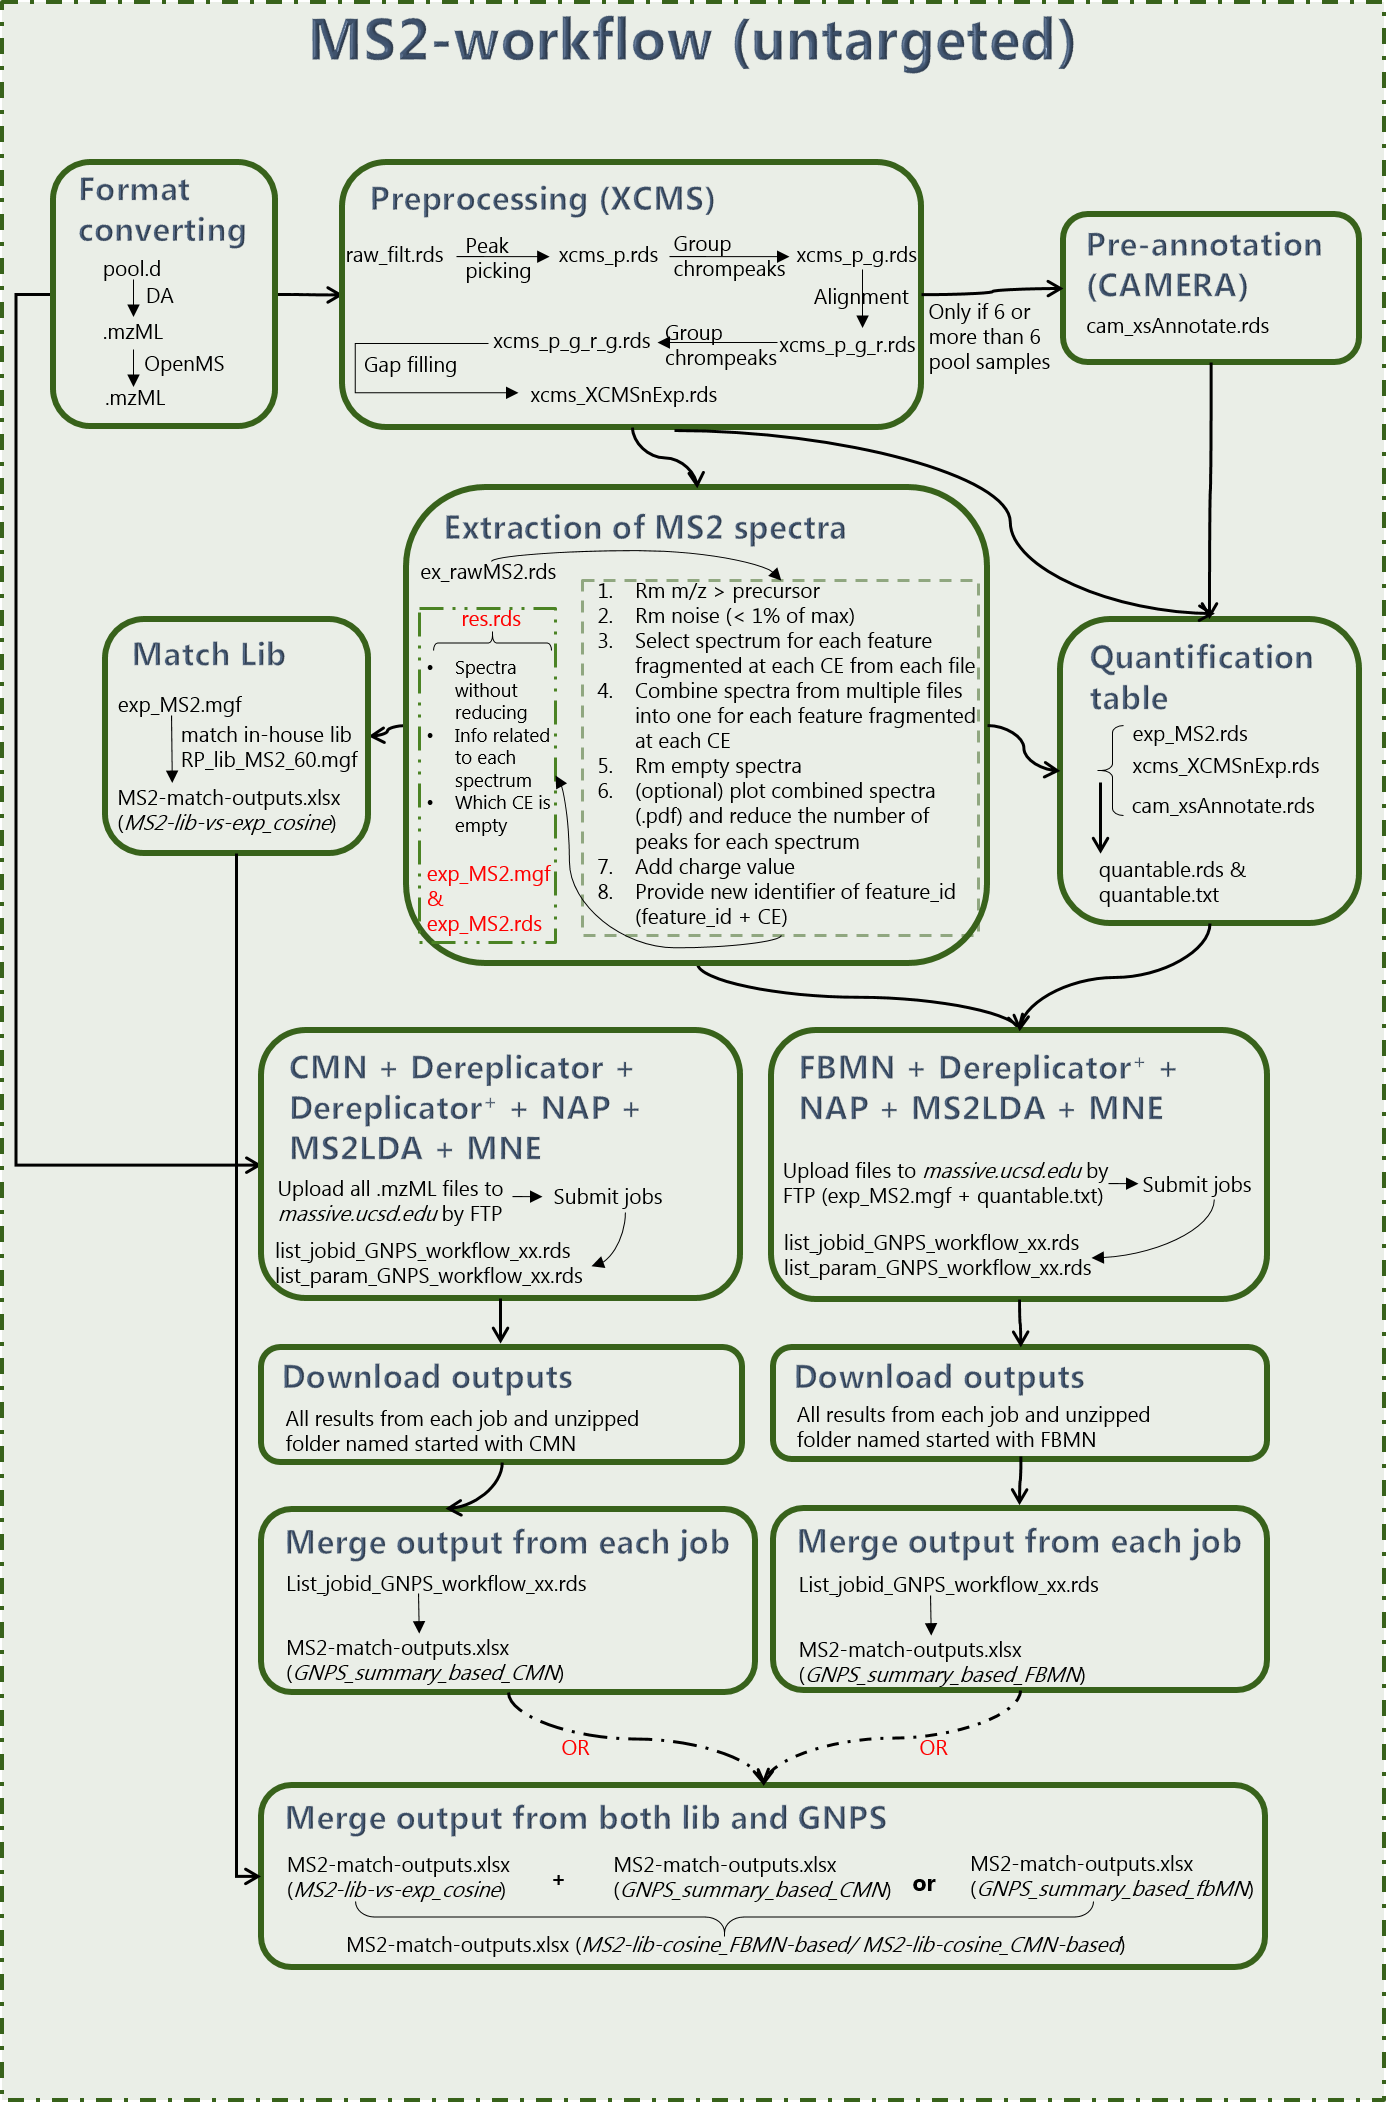 MS2-workflow (untargeted)
Format
converting
pool.d
DA
.mzML
OpenMS
.mzML
Preprocessing (XCMS)
raw_filt.rds
Peak
picking
xcms_p.rds
Group
chrompeaks
xcms_p_g.rds
Alignment
xcms_p_g_r.rds
Group
chrompeaks
xcms_p_g_r_g.rds
Gap filling
xcms_XCMSnExp.rds
Only if 6 or
more than 6
pool samples
Pre-annotation
(CAMERA)
cam_xsAnnotate.rds
Extraction of MS2 spectra
ex_rawMS2.rds
1. Rm m/z > precursor
2. Rm noise (< 1% of max)
3. Select spectrum for each feature
fragmented at each CE from each file
4. Combine spectra from multiple files
into one for each feature fragmented
at each CE
5. Rm empty spectra
6. (optional) plot combined spectra
(.pdf) and reduce the number of
peaks for each spectrum
7. Add charge value
8. Provide new identifier of feature_id
(feature_id + CE)
res.rds
• Spectra
without
reducing
• Info related
to each
spectrum
• Which CE is
empty
exp_MS2.mgf
&
exp_MS2.rds
Match Lib
exp_MS2.mgf
match in-house lib
RP_lib_MS2_60.mgf
MS2-match-outputs.xlsx
(MS2-lib-vs-exp_cosine)
Quantification
table
exp_MS2.rds
xcms_XCMSnExp.rds
cam_xsAnnotate.rds
quantable.rds &
quantable.txt
CMN + Dereplicator +
Dereplicator+ + NAP +
MS2LDA + MNE
Upload all .mzML files to
massive.ucsd.edu by FTP
Submit jobs
list_jobid_GNPS_workflow_xx.rds
list_param_GNPS_workflow_xx.rds
FBMN + Dereplicator+ +
NAP + MS2LDA + MNE
Upload files to massive.ucsd.edu by
FTP (exp_MS2.mgf + quantable.txt)
Submit jobs
list_jobid_GNPS_workflow_xx.rds
list_param_GNPS_workflow_xx.rds
Download outputs
All results from each job and unzipped
folder named started with CMN
Download outputs
All results from each job and unzipped
folder named started with FBMN
Merge output from each job
List_jobid_GNPS_workflow_xx.rds
MS2-match-outputs.xlsx
(GNPS_summary_based_CMN)
Merge output from each job
List_jobid_GNPS_workflow_xx.rds
MS2-match-outputs.xlsx
(GNPS_summary_based_FBMN)
OR
OR
Merge output from both lib and GNPS
MS2-match-outputs.xlsx
(MS2-lib-vs-exp_cosine)
+
MS2-match-outputs.xlsx
(GNPS_summary_based_CMN)
or
MS2-match-outputs.xlsx
(GNPS_summary_based_fbMN)
MS2-match-outputs.xlsx (MS2-lib-cosine_FBMN-based/ MS2-lib-cosine_CMN-based)